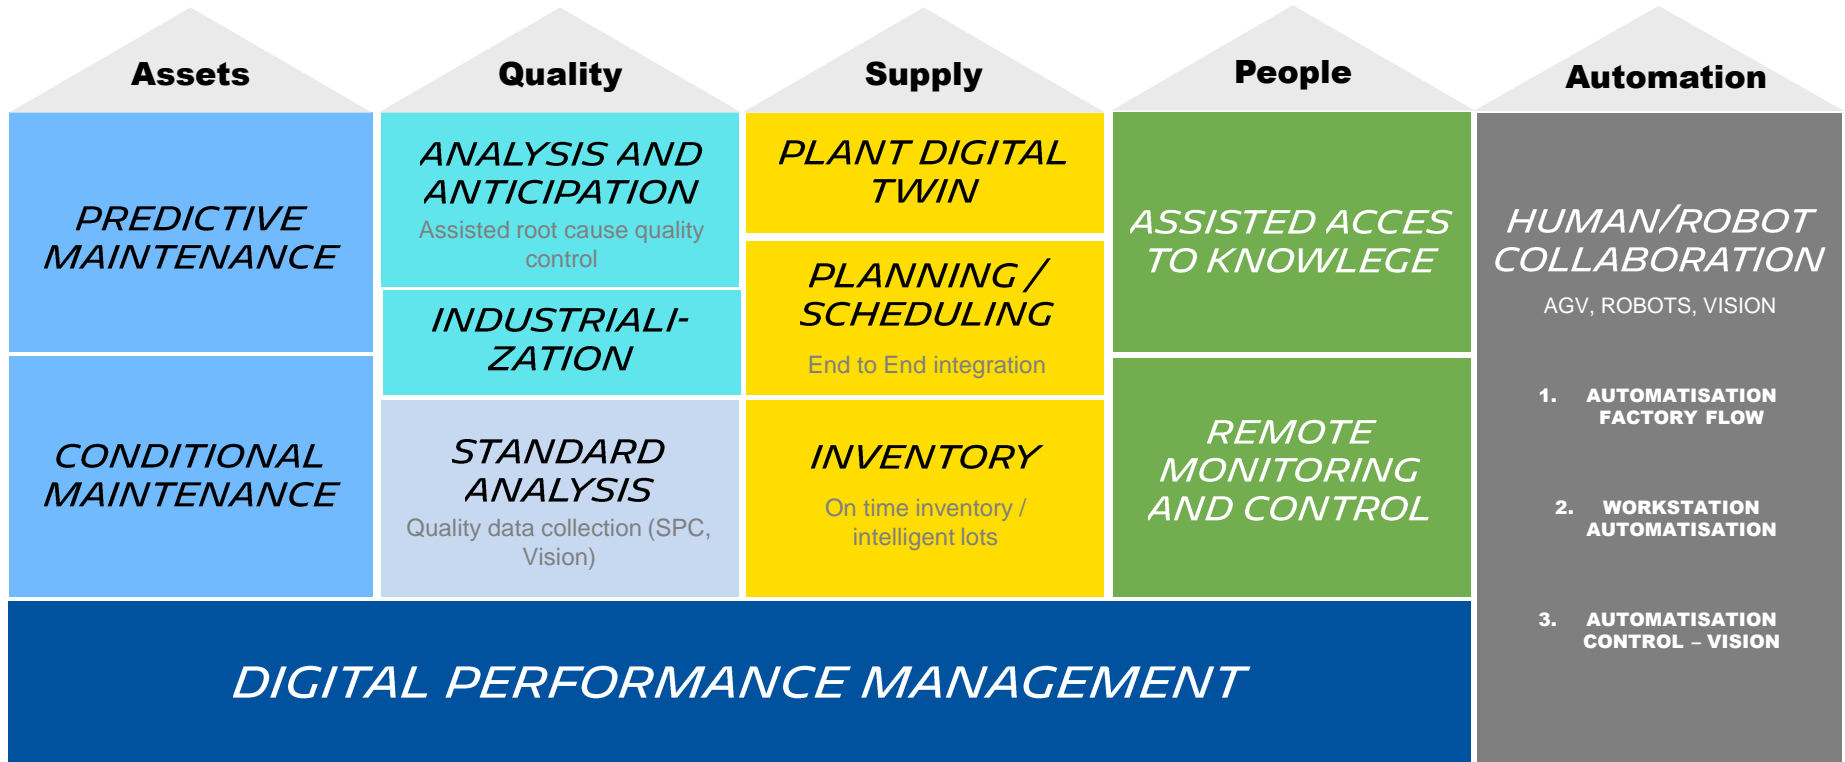 Assets
PREDICTIVE
MAINTENANCE
CONDITIONAL
MAINTENANCE
Quality
ANALYSIS AND
ANTICIPATION
Assisted root cause quality
control
INDUSTRIALI-
ZATION
STANDARD
ANALYSIS
Quality data collection (SPC,
Vision)
Supply
PLANT DIGITAL
TWIN
PLANNING /
SCHEDULING
End to End integration
INVENTORY
On time inventory /
intelligent lots
People
ASSISTED ACCES
TO KNOWLEGE
REMOTE
MONITORING
AND CONTROL
DIGITAL PERFORMANCE MANAGEMENT
Automation
HUMAN/ROBOT
COLLABORATION
AGV, ROBOTS, VISION
1. AUTOMATISATION
FACTORY FLOW
2. WORKSTATION
AUTOMATISATION
3. AUTOMATISATION
CONTROL – VISION